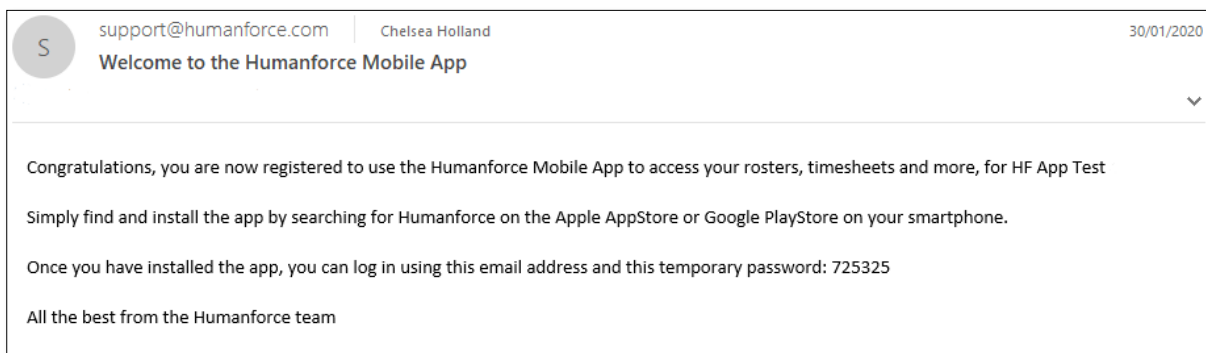 S
support@humanforce.com Chelsea Holland 30/01/2020
Welcome to the Humanforce Mobile App
Congratulations, you are now registered to use the Humanforce Mobile App to access your rosters, timesheets and more, for HF App Test
Simply find and install the app by searching for Humanforce on the Apple AppStore or Google PlayStore on your smartphone.
Once you have installed the app, you can log in using this email address and this temporary password: 725325
All the best from the Humanforce team